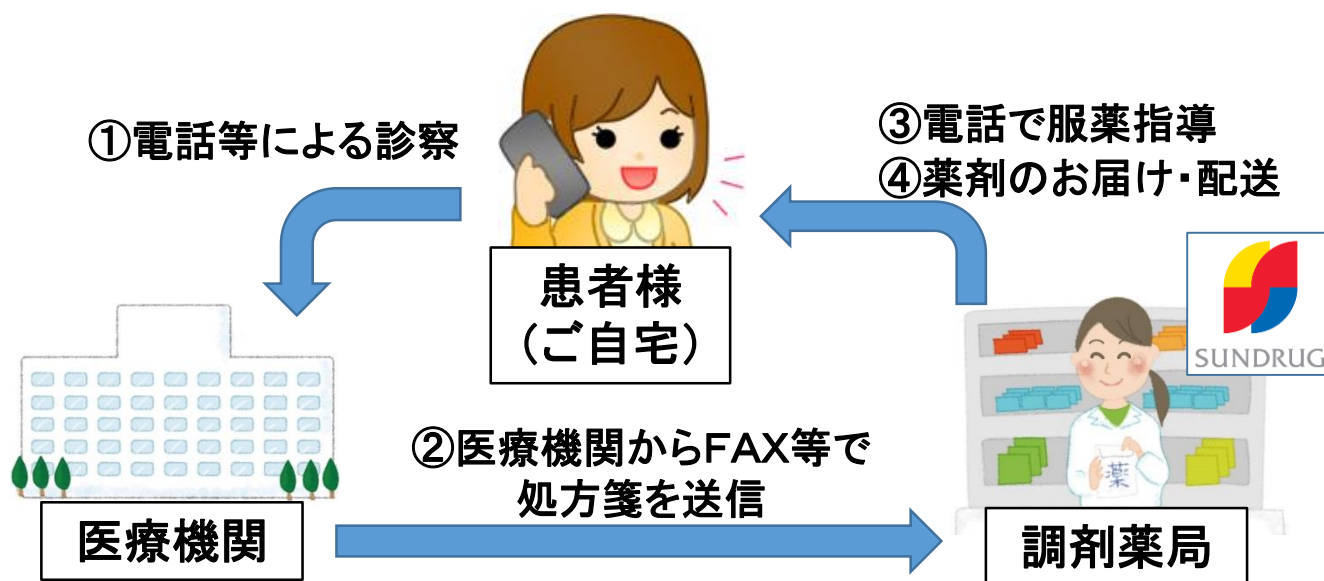 ①電話等による診察
③電話で服薬指導
④薬剤のお届け・配送
患者様
(ご自宅)
SUNDRUG
薬
②医療機関からFAX等で
処方箋を送信
医療機関
調剤薬局